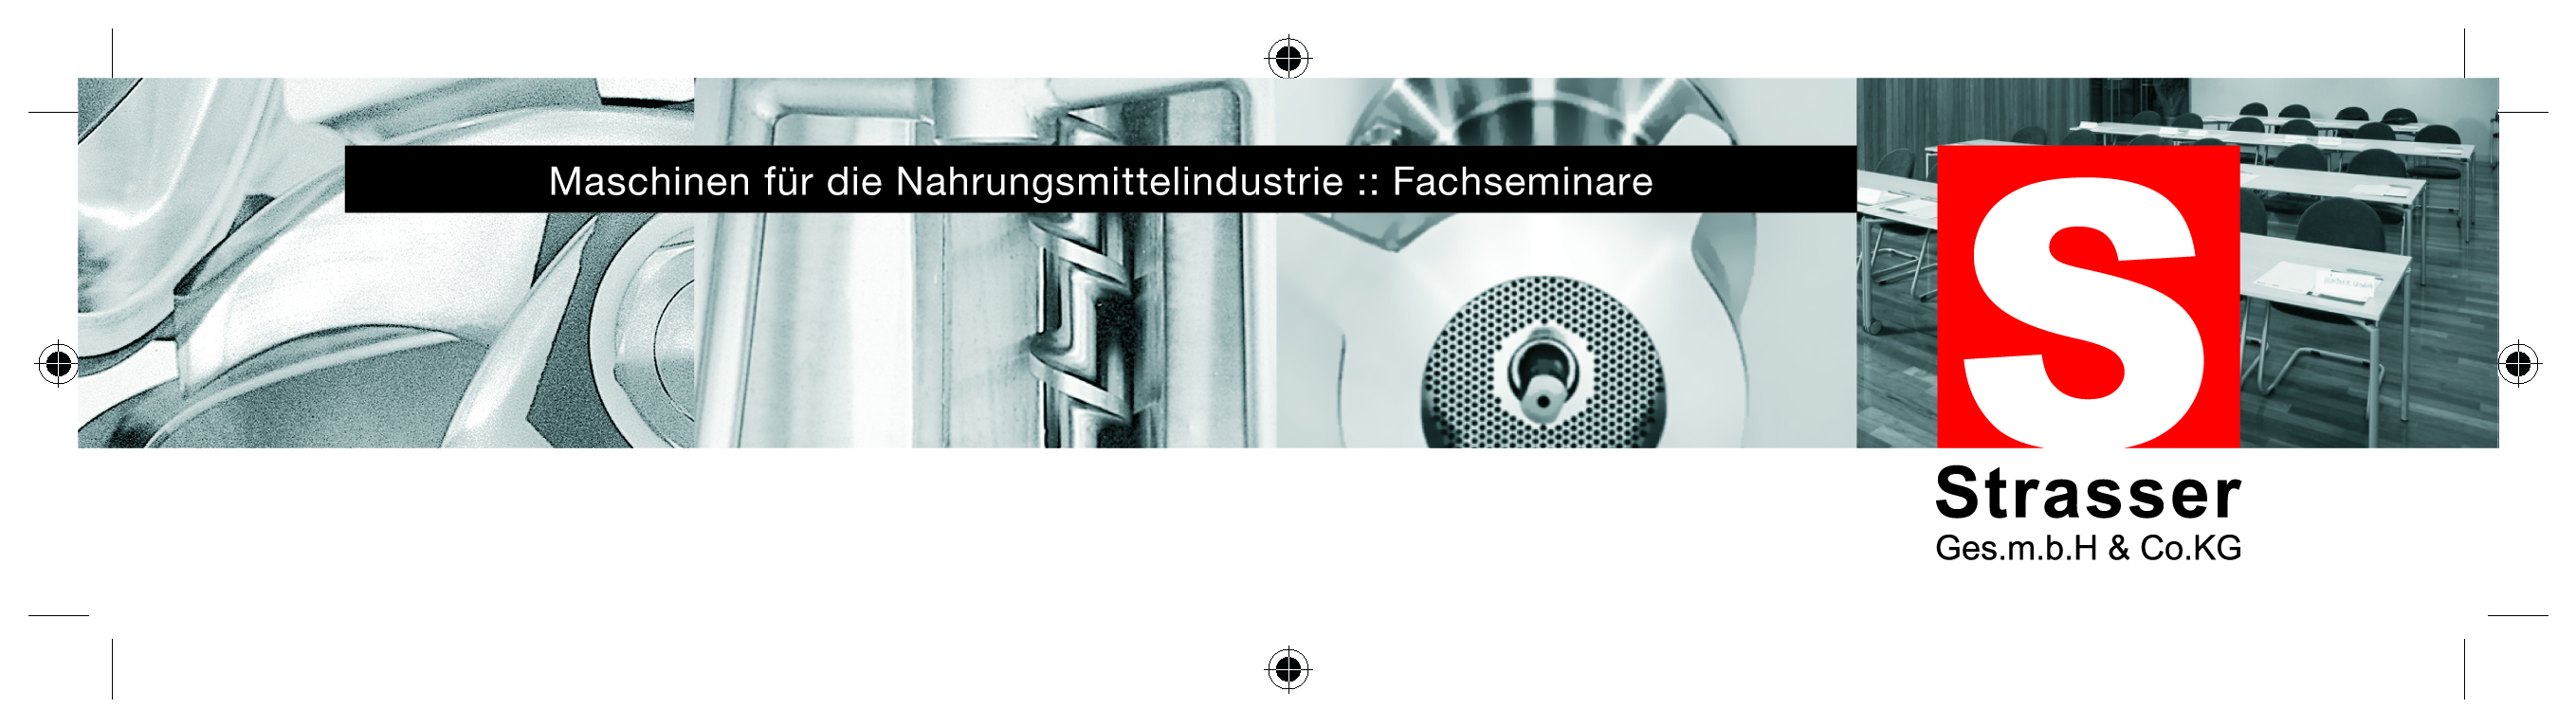 Maschinen für die Nahrungsmittelindustrie :: Fachseminare
S
Strasser
Ges.m.b.H & Co.KG